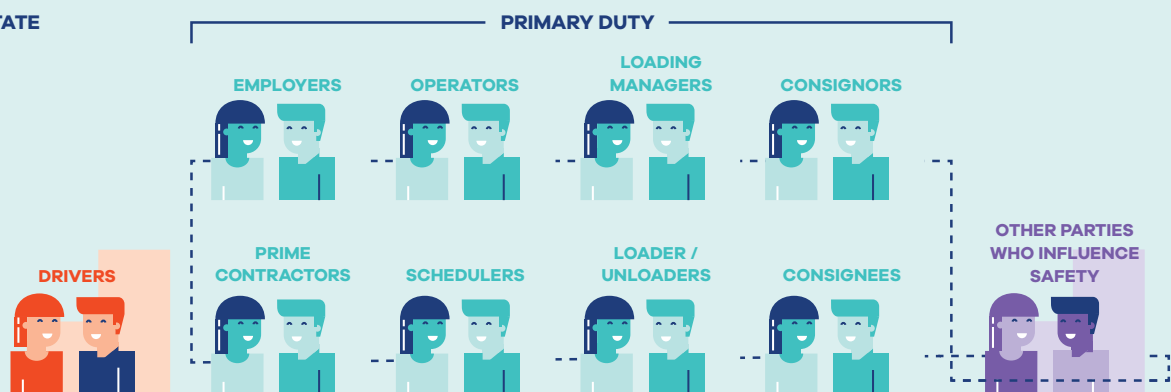 PRIMARY DUTY
EMPLOYERS
OPERATORS
LOADING
MANAGERS
CONSIGNORS
DRIVERS
PRIME
CONTRACTORS
SCHEDULERS
LOADER /
UNLOADERS
CONSIGNEES
OTHER PARTIES
WHO INFLUENCE
SAFETY